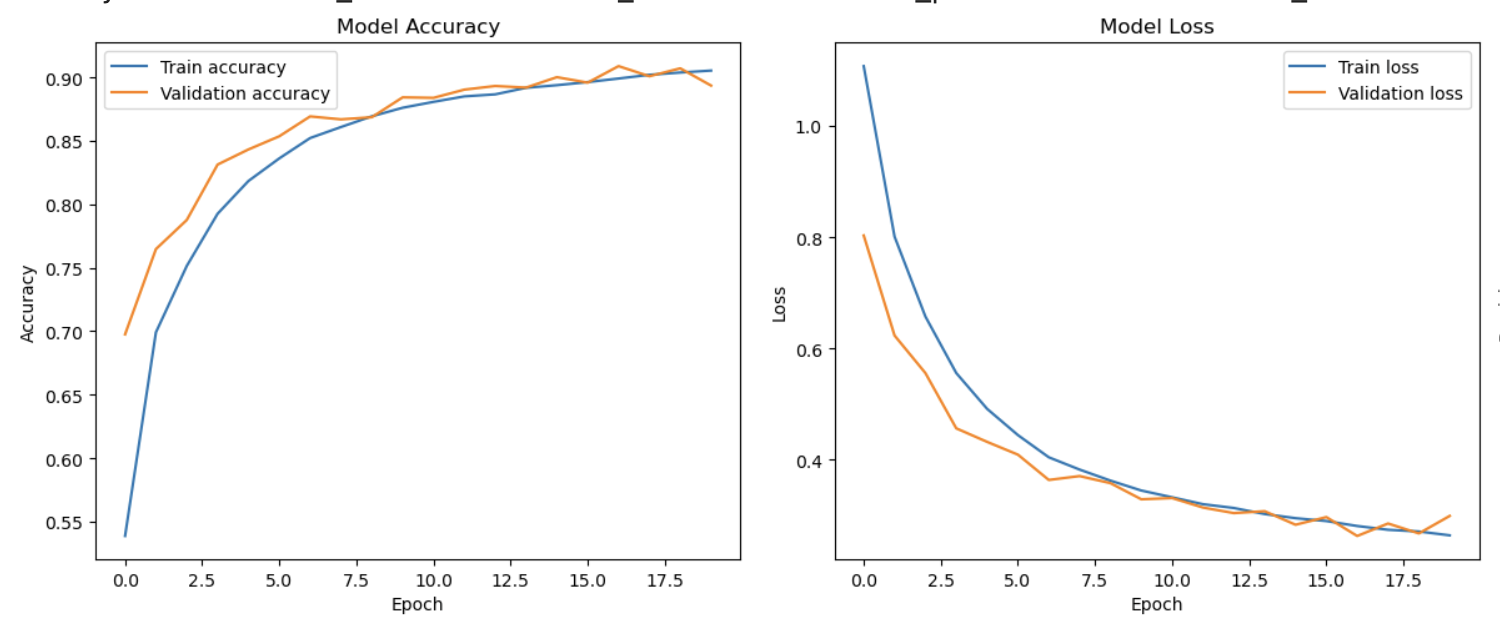 Model Accuracy
Train accuracy
Validation accuracy
0.90
0.85
0.80
0.75
0.70
0.65
0.60
0.55
Accuracy
0.0 2.5 5.0 7.5 10.0 12.5 15.0 17.5
Epoch
Model Loss
Train loss
Validation loss
1.0
0.8
0.6
0.4
Loss
0.0 2.5 5.0 7.5 10.0 12.5 15.0 17.5
Epoch